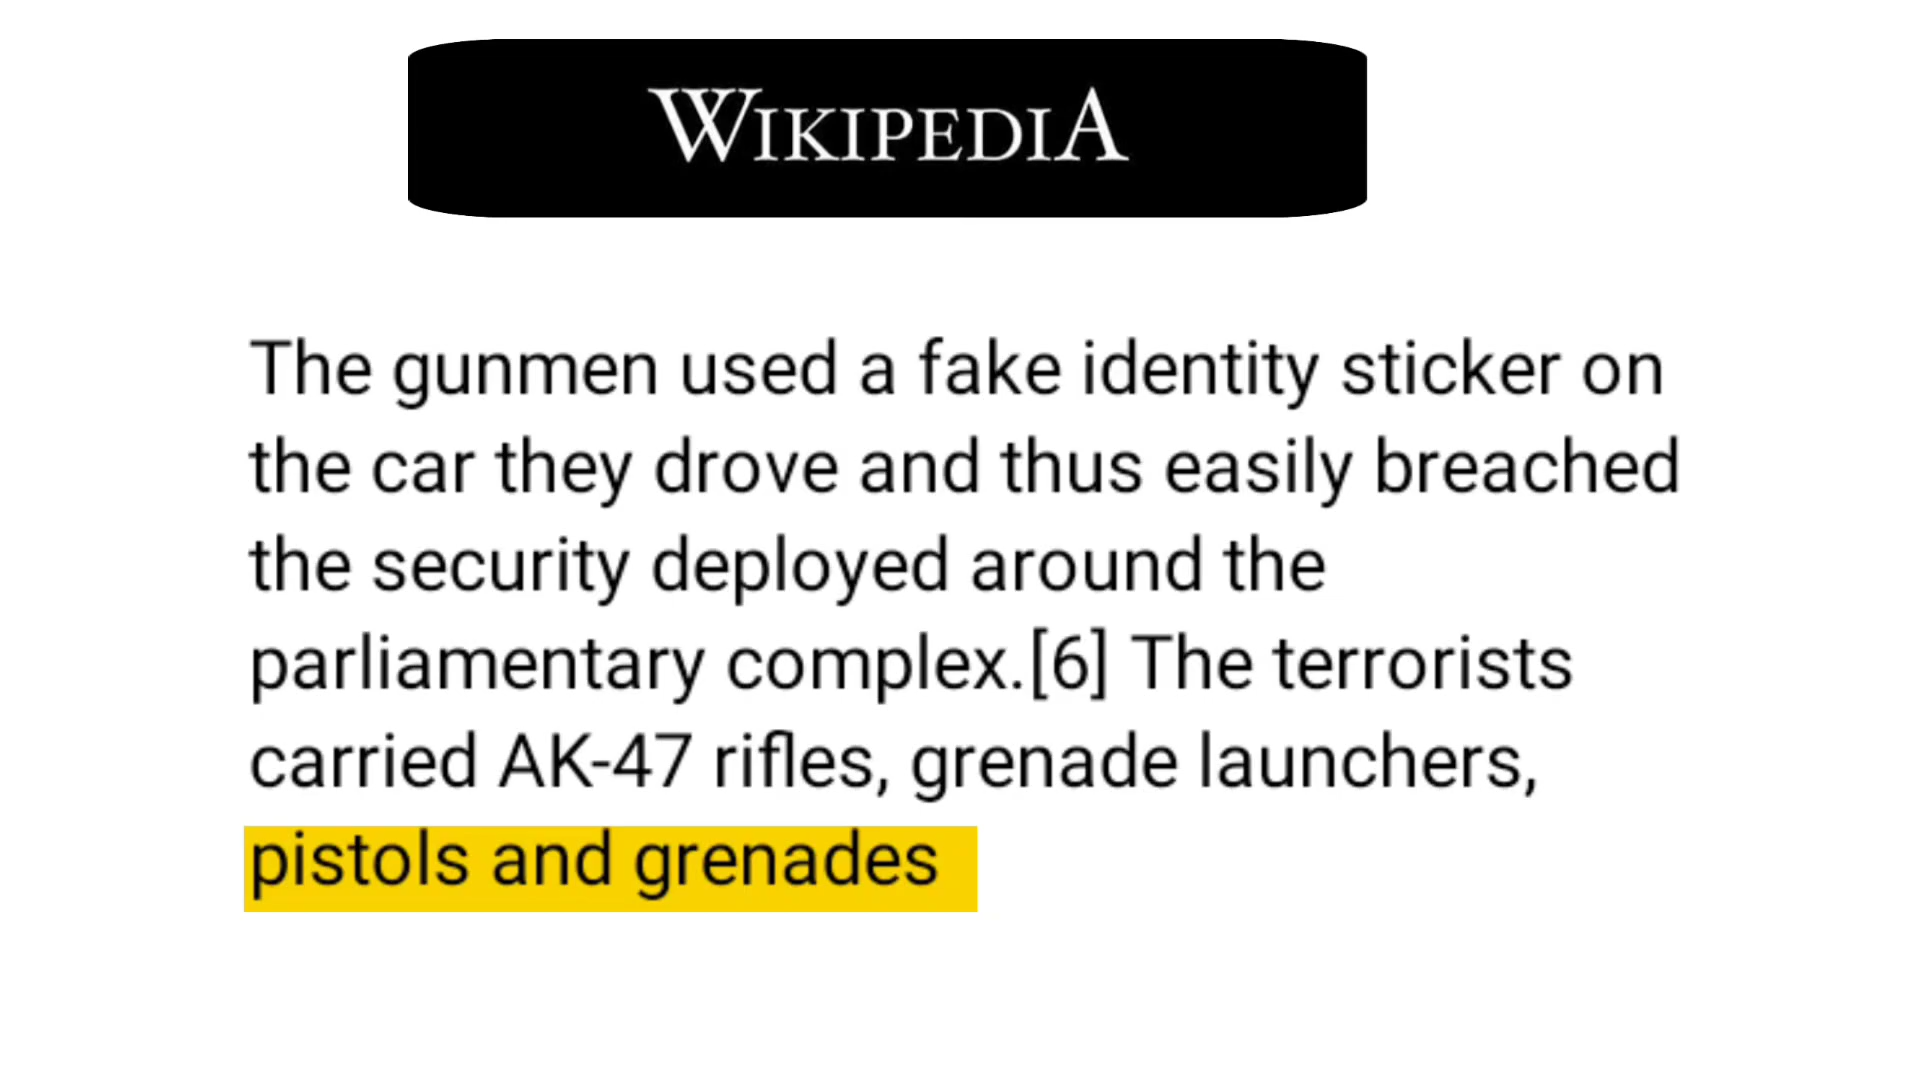 WIKIPEDIA
The gunmen used a fake identity sticker on
the car they drove and thus easily breached
the security deployed around the
parliamentary complex.[6] The terrorists
carried AK-47 rifles, grenade launchers,
pistols and grenades